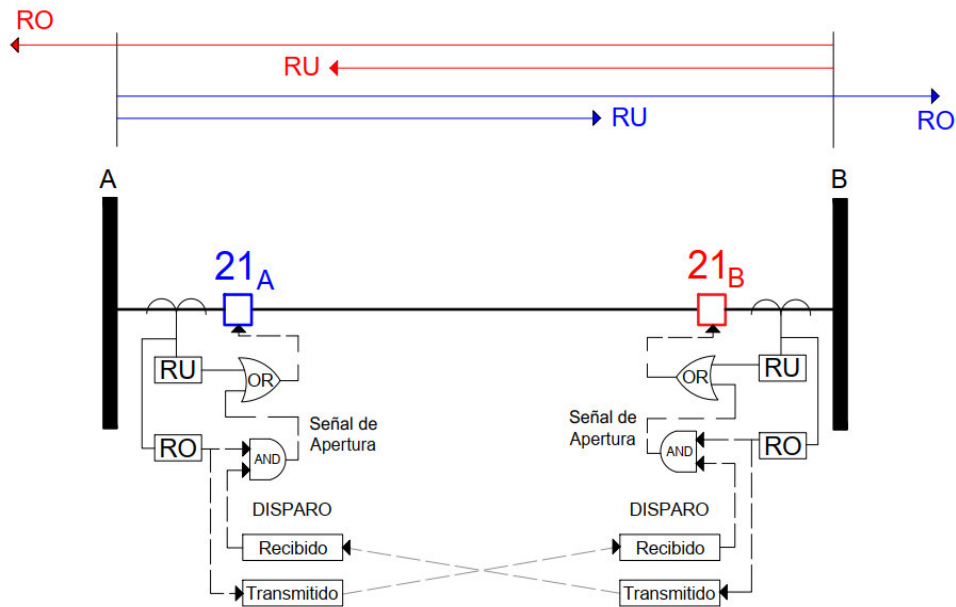 RO
RU
RU
RO
A
B
21A
21B
RU
OR
OR
RU
Señal de
Apertura
Señal de
Apertura
RO
AND
AND
RO
DISPARO
DISPARO
Recibido
Recibido
Transmitido
Transmitido